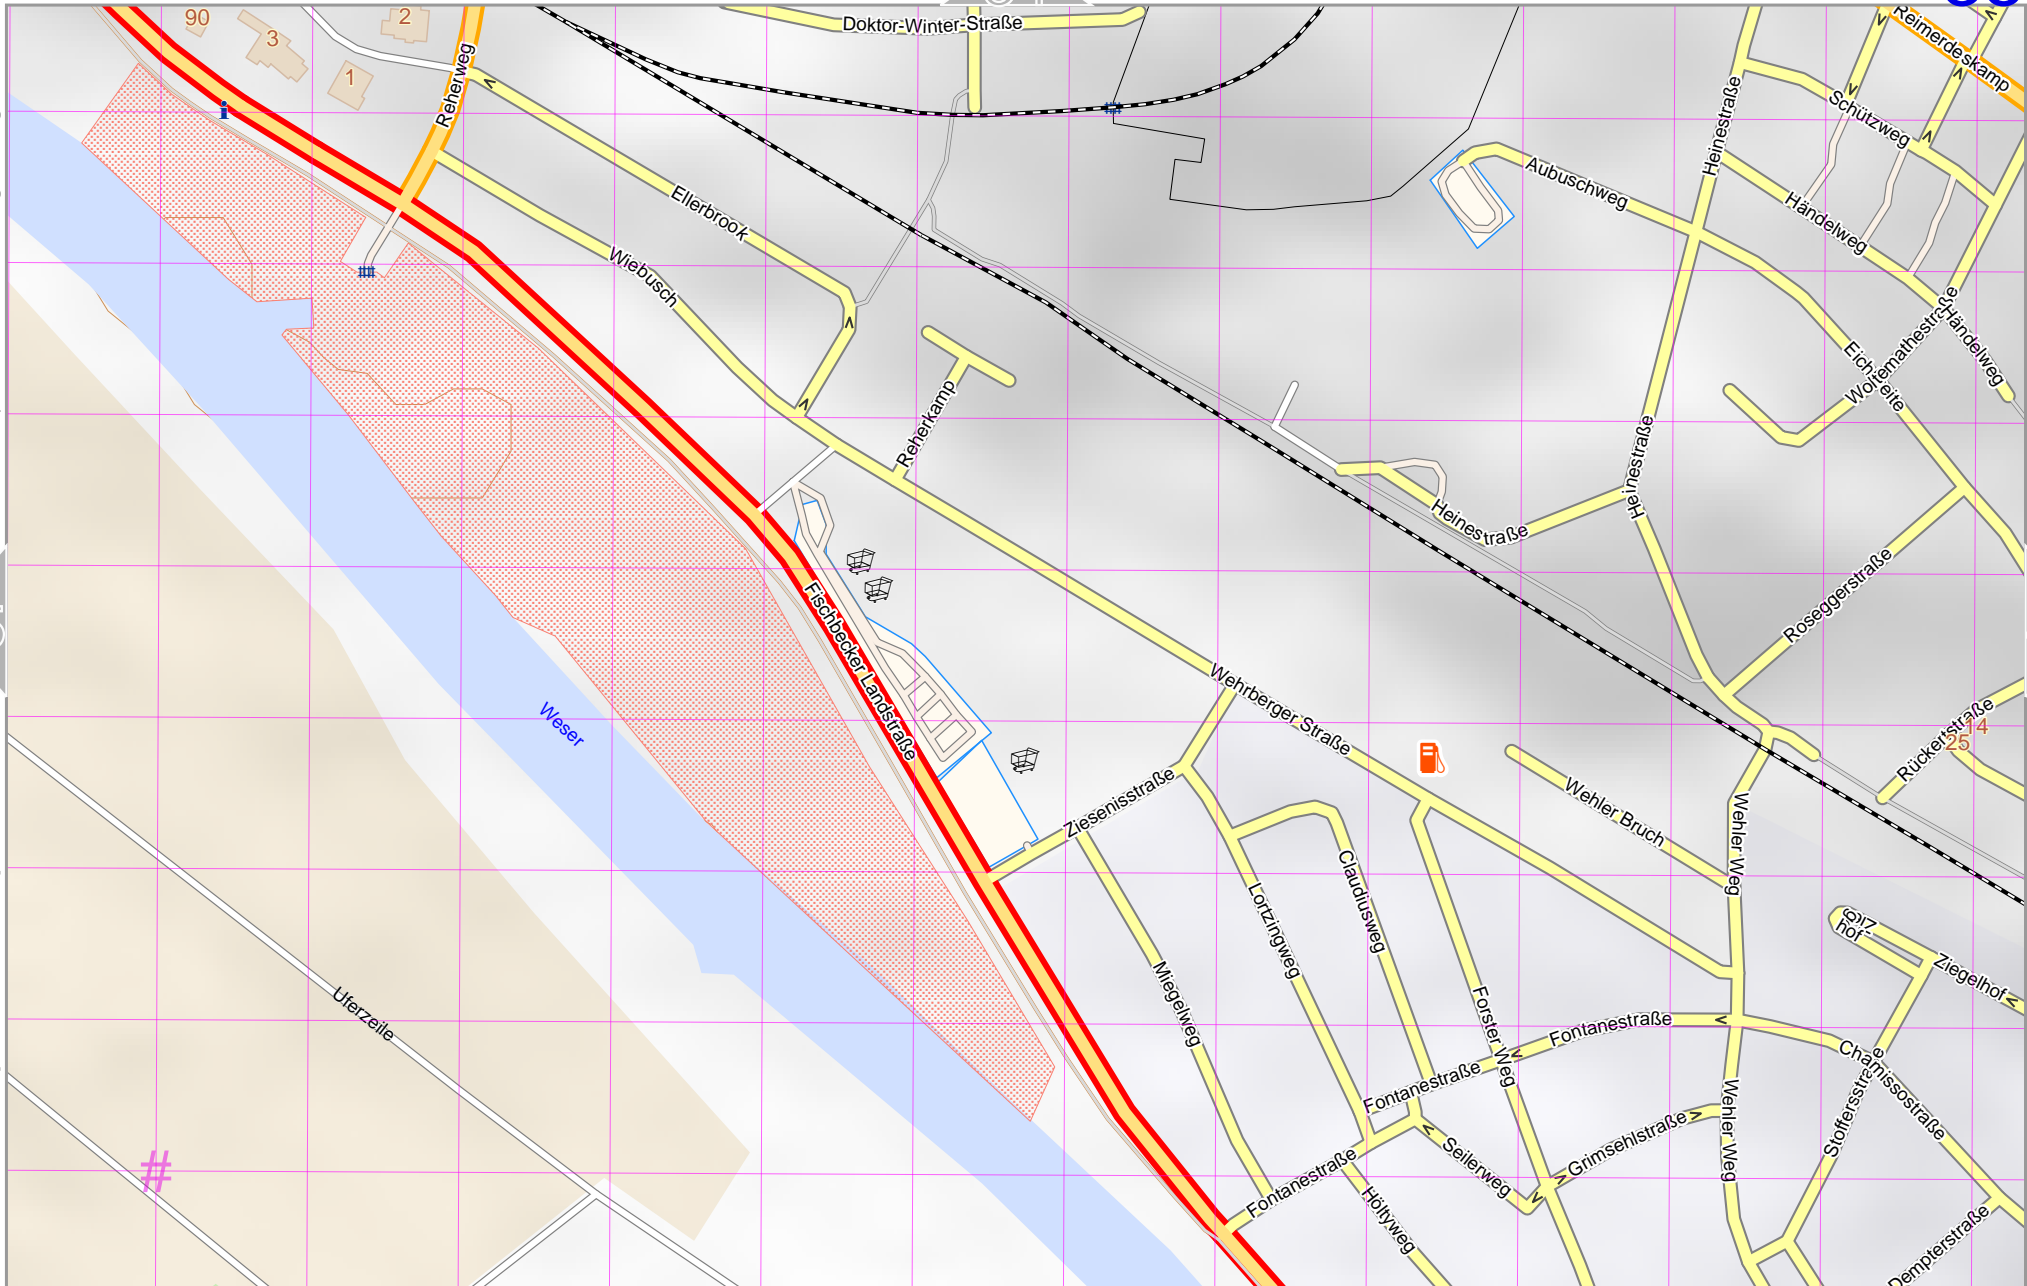 90
2
3
1
i
Reherweg
Doktor-Winter-Straße
Reimerdeskamp
Schützweg
Heinestraße
Aubuschweg
Händelweg
Ellerbrook
Wiebusch
Woltemathestraße
Händelweg
Eichbreite
Reherkamp
Heinestraße
Heinestraße
Roseggerstraße
Fischbecker Landstraße
Weser
Wehrberger Straße
Rückertstraße
14
25
Ziesenisstraße
Wehler Bruch
Wehler Weg
Claudiusweg
Lortzingweg
hof
Ziegelhof
Miegelweg
Forster Weg
Fontanestraße
Uferzeile
Chamissostraße
Stoffersstraße
Fontanestraße
Wehler Weg
Grimsehlstraße
Seilerweg
Fontanestraße
Höltyweg
Dempterstraße
#